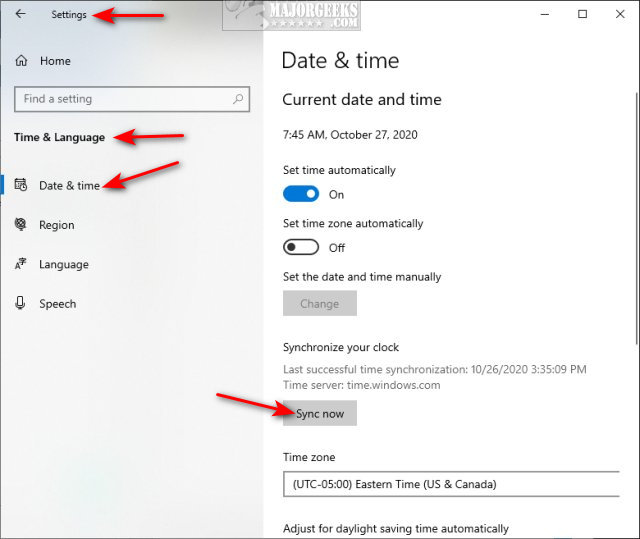 MAJORGEEKS
.COM
Settings
Home
Find a setting
Time & Language
Date & time
Region
Language
Speech
Date & time
Current date and time
7:45 AM, October 27, 2020
Set time automatically
On
Set time zone automatically
Off
Set the date and time manually
Change
Synchronize your clock
Last successful time synchronization: 10/26/2020 3:35:09 PM
Time server: time.windows.com
Sync now
Time zone
(UTC-05:00) Eastern Time (US & Canada)
Adjust for daylight saving time automatically